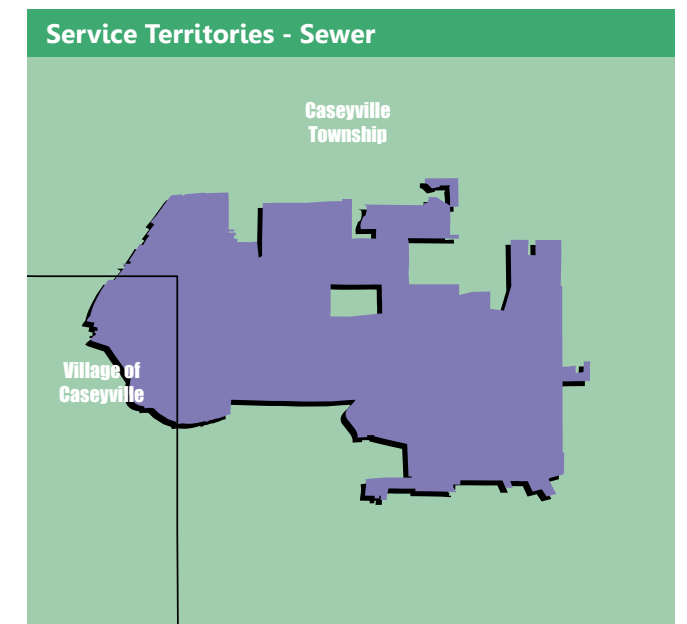 Service Territories - Sewer
Caseyville
Township
Village of
Caseyville